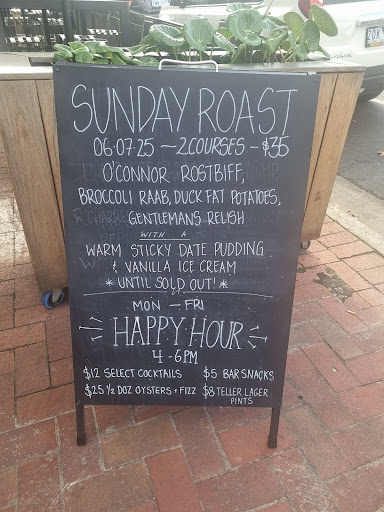 SUNDAY ROAST
06·07·25 — 2 COURSES — $35
O'CONNOR ROSTBIFF,
BROCCOLI RAAB, DUCK FAT POTATOES,
GENTLEMANS RELISH
WITH A
WARM STICKY DATE PUDDING
& VANILLA ICE CREAM
*UNTIL SOLD OUT!*
MON — FRI
HAPPY HOUR
4 - 6PM
$12 SELECT COCKTAILS $5 BAR SNACKS
$25 ½ DOZ OYSTERS + FIZZ $8 TELLER LAGER
PINTS